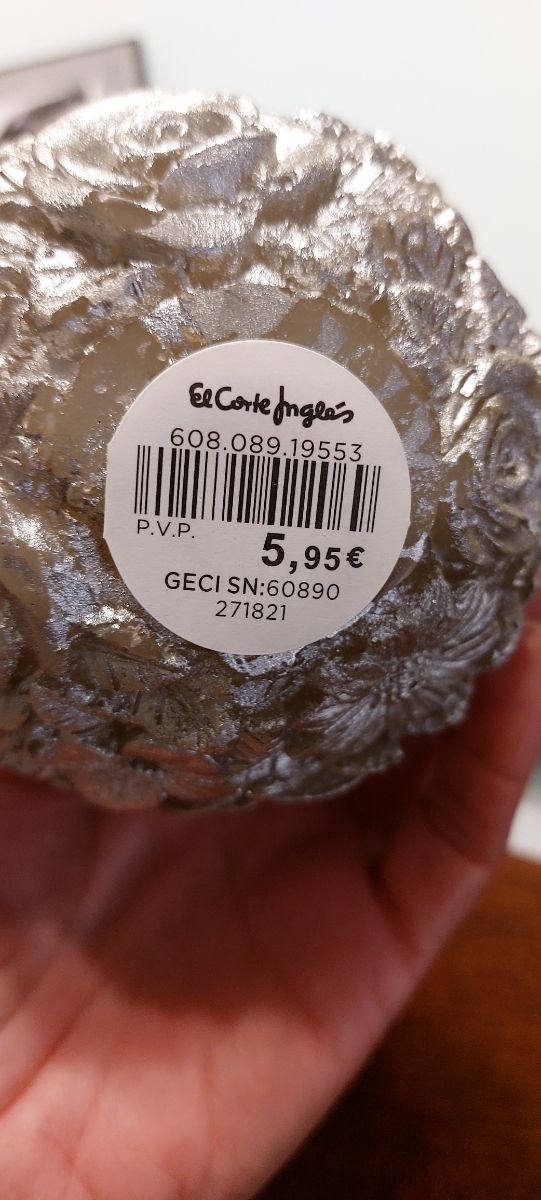 El Corte Inglés
608.089.19553
P.V.P.
5,95€
GECI SN:60890
271821